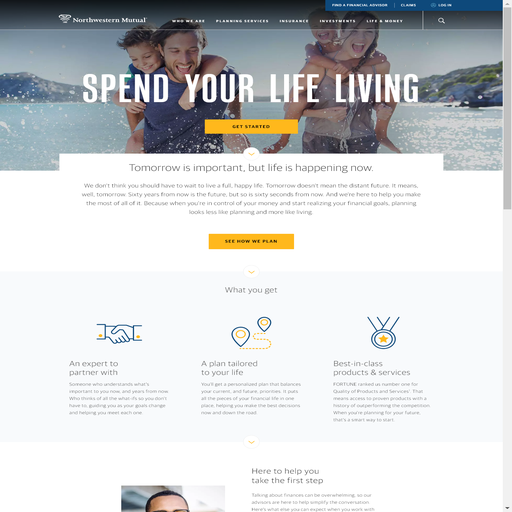 FIND A FINANCIAL ADVISOR CLAIMS LOG IN
Northwestern Mutual
WHO WE ARE PLANNING SERVICES INSURANCE INVESTMENTS LIFE & MONEY
SPEND YOUR LIFE LIVING
GET STARTED
Tomorrow is important, but life is happening now.
We don't think you should have to wait to live a full, happy life. Tomorrow doesn't mean the distant future. It means,
well, tomorrow. Sixty years from now is the future, but so is sixty seconds from now. And we're here to help you make
the most of all of it. Because when you're in control of your money and start realizing your financial goals, planning
looks less like planning and more like living.
SEE HOW WE PLAN
What you get
An expert to
partner with
Someone who understands what's
important to you now, and years from now.
Who thinks of all the what-ifs so you don't
have to, guiding you as your goals change
and helping you meet each one.
A plan tailored
to your life
You'll get a personalized plan that balances
your current, and future, priorities. It puts
all the pieces of your financial life in one
place, helping you make the best decisions
now and down the road.
Best-in-class
products & services
FORTUNE ranked us number one for
'Quality of Products and Services'. That
means access to proven products with a
history of outperforming the competition.
When you're planning for your future,
that's a smart way to start.
Here to help you
take the first step
Talking about finances can be overwhelming, so our
advisors are here to help simplify the conversation.
Here's what else you can expect when you work with